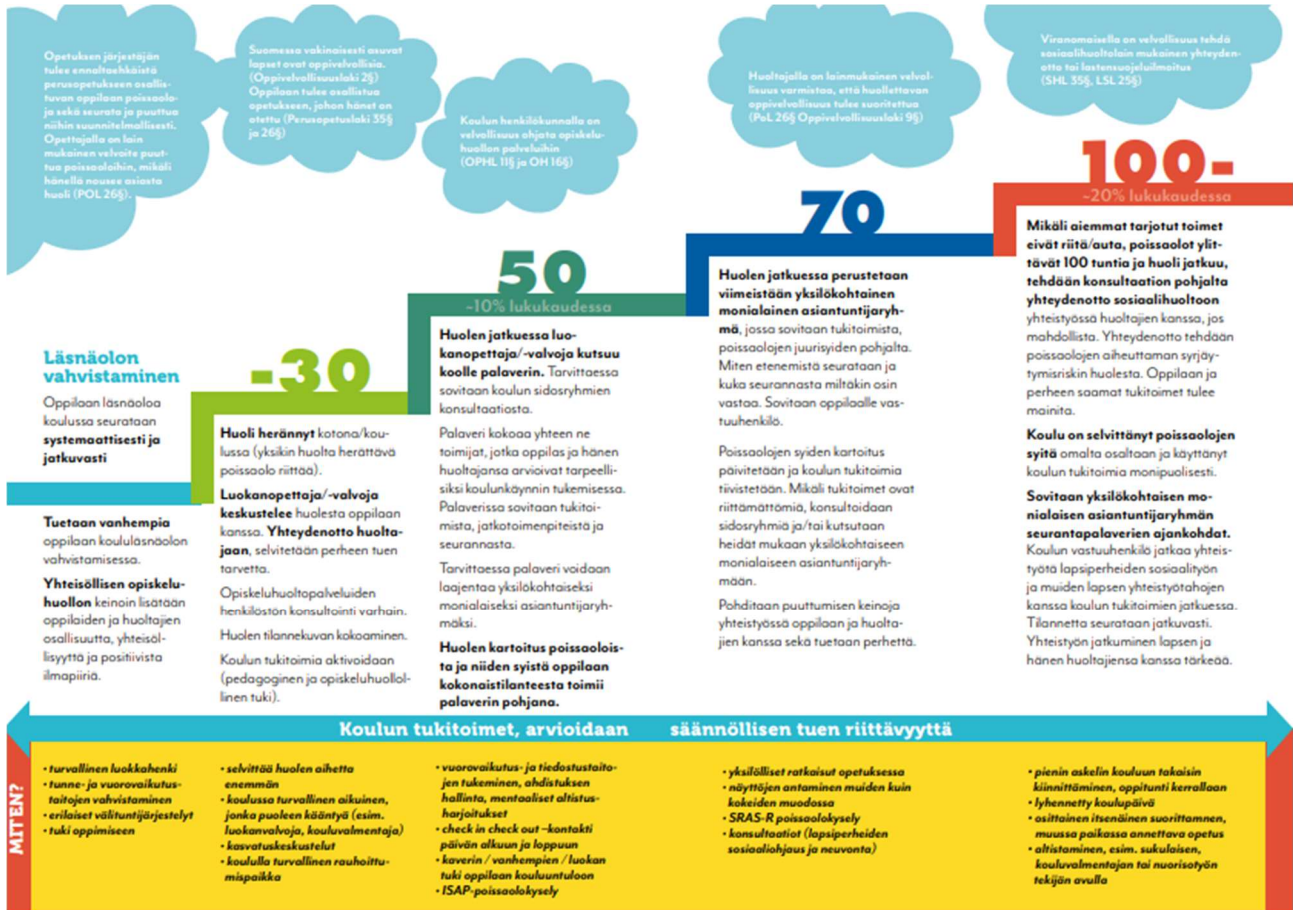 Opetuksen järjestäjän
tulee ennaltaehkäistä
perusopetukseen osallis-
tuvan oppilaan poissaolo-
ja sekä seurata ja puuttua
niihin suunnitelmallisesti.
Opettajalla on lain
mukainen velvoite puut-
tua poissaoloihin, mikäli
hänellä nousee asiasta
huoli (POL 26§).
Suomessa vakinaisesti asuvat
lapset ovat oppivelvollisia.
(Oppivelvollisuuslaki 2§)
Oppilaan tulee osallistua
opetukseen, johon hänet on
otettu (Perusopetuslaki 35§
ja 26§)
Koulun henkilökunnalla on
velvollisuus ohjata opiskelu-
huollon palveluihin
(OPHL 11§ ja OH 16§)
Huoltajalla on lainmukainen velvol-
lisuus varmistaa, että huollettavan
oppivelvollisuus tulee suoritettua
(PoL 26§ Oppivelvollisuuslaki 9§)
Viranomaisella on velvollisuus tehdä
sosiaalihuoltolain mukainen yhteyden-
otto tai lastensuojeluilmoitus
(SHL 35§, LSL 25§)
Läsnäolon
vahvistaminen
Oppilaan läsnäoloa
koulussa seurataan
systemaattisesti ja
jatkuvasti
Tuetaan vanhempia
oppilaan koululäsnäolon
vahvistamisessa.
Yhteisöllisen opiskelu-
huollon keinoin lisätään
oppilaiden ja huoltajien
osallisuutta, yhteisöl-
lisyyttä ja positiivista
ilmapiiriä.
-30
Huoli herännyt kotona/kou-
lussa (yksikin huolta herättävä
poissaolo riittää).
Luokanopettaja/-valvoja
keskustelee huolesta oppilaan
kanssa. Yhteydenotto huolta-
jaan, selvitetään perheen tuen
tarvetta.
Opiskeluhuoltopalveluiden
henkilöstön konsultointi varhain.
Huolen tilannekuvan kokoaminen.
Koulun tukitoimia aktivoidaan
(pedagoginen ja opiskeluhuollol-
linen tuki).
50
~10% lukukaudessa
Huolen jatkuessa luo-
kanopettaja/-valvoja kutsuu
koolle palaverin. Tarvittaessa
sovitaan koulun sidosryhmien
konsultaatiosta.
Palaveri kokoaa yhteen ne
toimijat, jotka oppilas ja hänen
huoltajansa arvioivat tarpeelli-
siksi koulunkäynnin tukemisessa.
Palaverissa sovitaan tukitoi-
mista, jatkotoimenpiteistä ja
seurannasta.
Tarvittaessa palaveri voidaan
laajentaa yksilökohtaiseksi
monialaiseksi asiantuntijaryh-
mäksi.
Huolen kartoitus poissaolois-
ta ja niiden syistä oppilaan
kokonaistilanteesta toimii
palaverin pohjana.
70
Huolen jatkuessa perustetaan
viimeistään yksilökohtainen
monialainen asiantuntijaryh-
mä, jossa sovitaan tukitoimista,
poissaolojen juurisyiden pohjalta.
Miten etenemistä seurataan ja
kuka seurannasta miltäkin osin
vastaa. Sovitaan oppilaalle vas-
tuuhenkilö.
Poissaolojen syiden kartoitus
päivitetään ja koulun tukitoimia
tiivistetään. Mikäli tukitoimet ovat
riittämättömiä, konsultoidaan
sidosryhmiä ja/tai kutsutaan
heidät mukaan yksilökohtaiseen
monialaiseen asiantuntijaryh-
mään.
Pohditaan puuttumisen keinoja
yhteistyössä oppilaan ja huolta-
jien kanssa sekä tuetaan perhettä.
100-
~20% lukukaudessa
Mikäli aiemmat tarjotut toimet
eivät riitä/auta, poissaolot ylit-
tävät 100 tuntia ja huoli jatkuu,
tehdään konsultaation pohjalta
yhteydenotto sosiaalihuoltoon
yhteistyössä huoltajien kanssa, jos
mahdollista. Yhteydenotto tehdään
poissaolojen aiheuttaman syrjäy-
tymisriskin huolesta. Oppilaan ja
perheen saamat tukitoimet tulee
mainita.
Koulu on selvittänyt poissaolojen
syitä omalta osaltaan ja käyttänyt
koulun tukitoimia monipuolisesti.
Sovitaan yksilökohtaisen mo-
nialaisen asiantuntijaryhmän
seurantapalaverien ajankohdat.
Koulun vastuuhenkilö jatkaa yhteis-
työtä lapsiperheiden sosiaalityön
ja muiden lapsen yhteistyötahojen
kanssa koulun tukitoimien jatkuessa.
Tilannetta seurataan jatkuvasti.
Yhteistyön jatkuminen lapsen ja
hänen huoltajiensa kanssa tärkeää.
Koulun tukitoimet, arvioidaan säännöllisen tuen riittävyyttä
MITEN?
• turvallinen luokkahenki
• tunne- ja vuorovaikutus-
taitojen vahvistaminen
• erilaiset välituntijärjestelyt
• tuki oppimiseen
• selvittää huolen aihetta
enemmän
• koulussa turvallinen aikuinen,
jonka puoleen kääntyä (esim.
luokanvalvoja, kouluvalmentaja)
• kasvatuskeskustelut
• koululla turvallinen rauhoittu-
mispaikka
• vuorovaikutus- ja tiedostustaito-
jen tukeminen, ahdistuksen
hallinta, mentaaliset altistus-
harjoitukset
• check in check out –kontakti
päivän alkuun ja loppuun
• kaverin / vanhempien / luokan
tuki oppilaan kouluuntuloon
• ISAP-poissaolokysely
• yksilölliset ratkaisut opetuksessa
• näyttöjen antaminen muiden kuin
kokeiden muodossa
• SRAS-R poissaolokysely
• konsultaatiot (lapsiperheiden
sosiaaliohjaus ja neuvonta)
• pienin askelin kouluun takaisin
kiinnittäminen, oppitunti kerrallaan
• lyhennetty koulupäivä
• osittainen itsenäinen suorittamnen,
muussa paikassa annettava opetus
• altistaminen, esim. sukulaisen,
kouluvalmentajan tai nuorisotyön
tekijän avulla